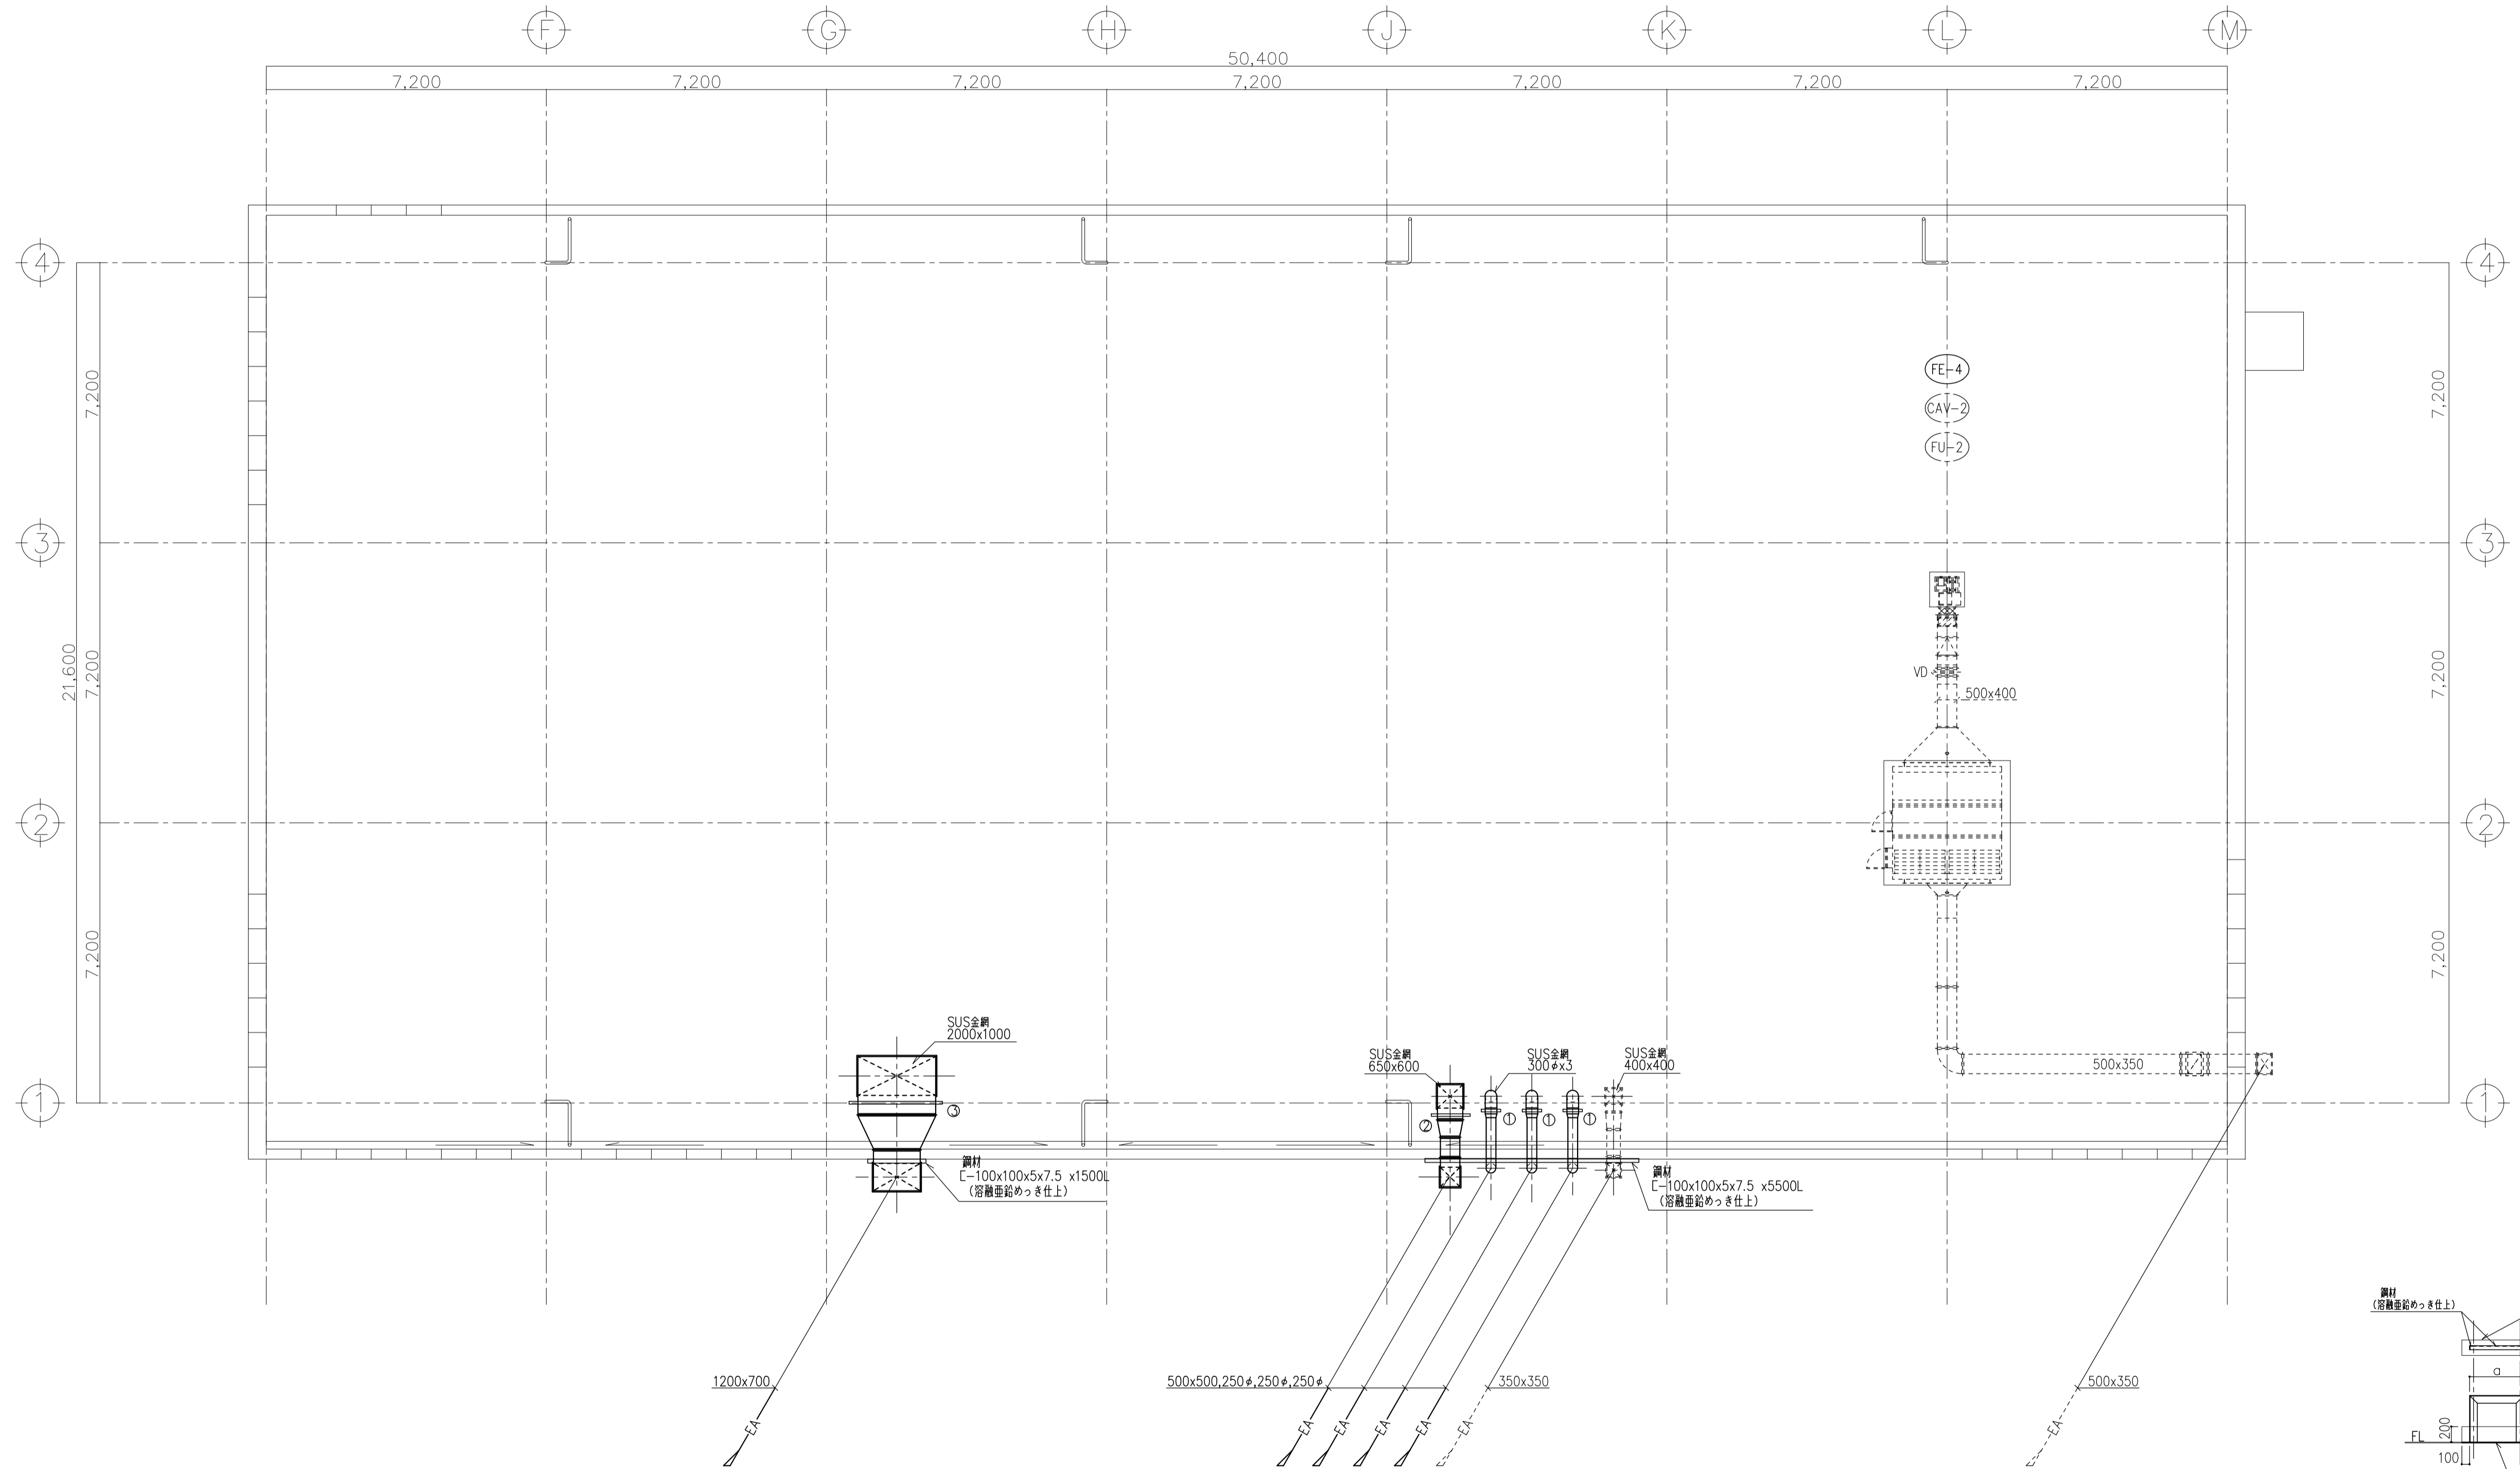 F
G
H
J
K
L
M
50,400
7,200
7,200
7,200
7,200
7,200
7,200
7,200
4
4
7,200
7,200
FE-4
CAV-2
FU-2
3
3
21,600
7,200
7,200
VD
500x400
2
2
7,200
7,200
SUS金網
2000x1000
SUS金網
650x600
SUS金網
300φx3
SUS金網
400x400
500x350
1
1
③
②
①
①
①
鋼材
[-100x100x5x7.5 x1500L
(溶融亜鉛めっき仕上)
鋼材
[-100x100x5x7.5 x5500L
(溶融亜鉛めっき仕上)
鋼材
(溶融亜鉛めっき仕上)
a
1200x700
500x500,250φ,250φ,250φ
350x350
500x350
EA
EA
EA
EA
EA
EA
EA
FL
200
100